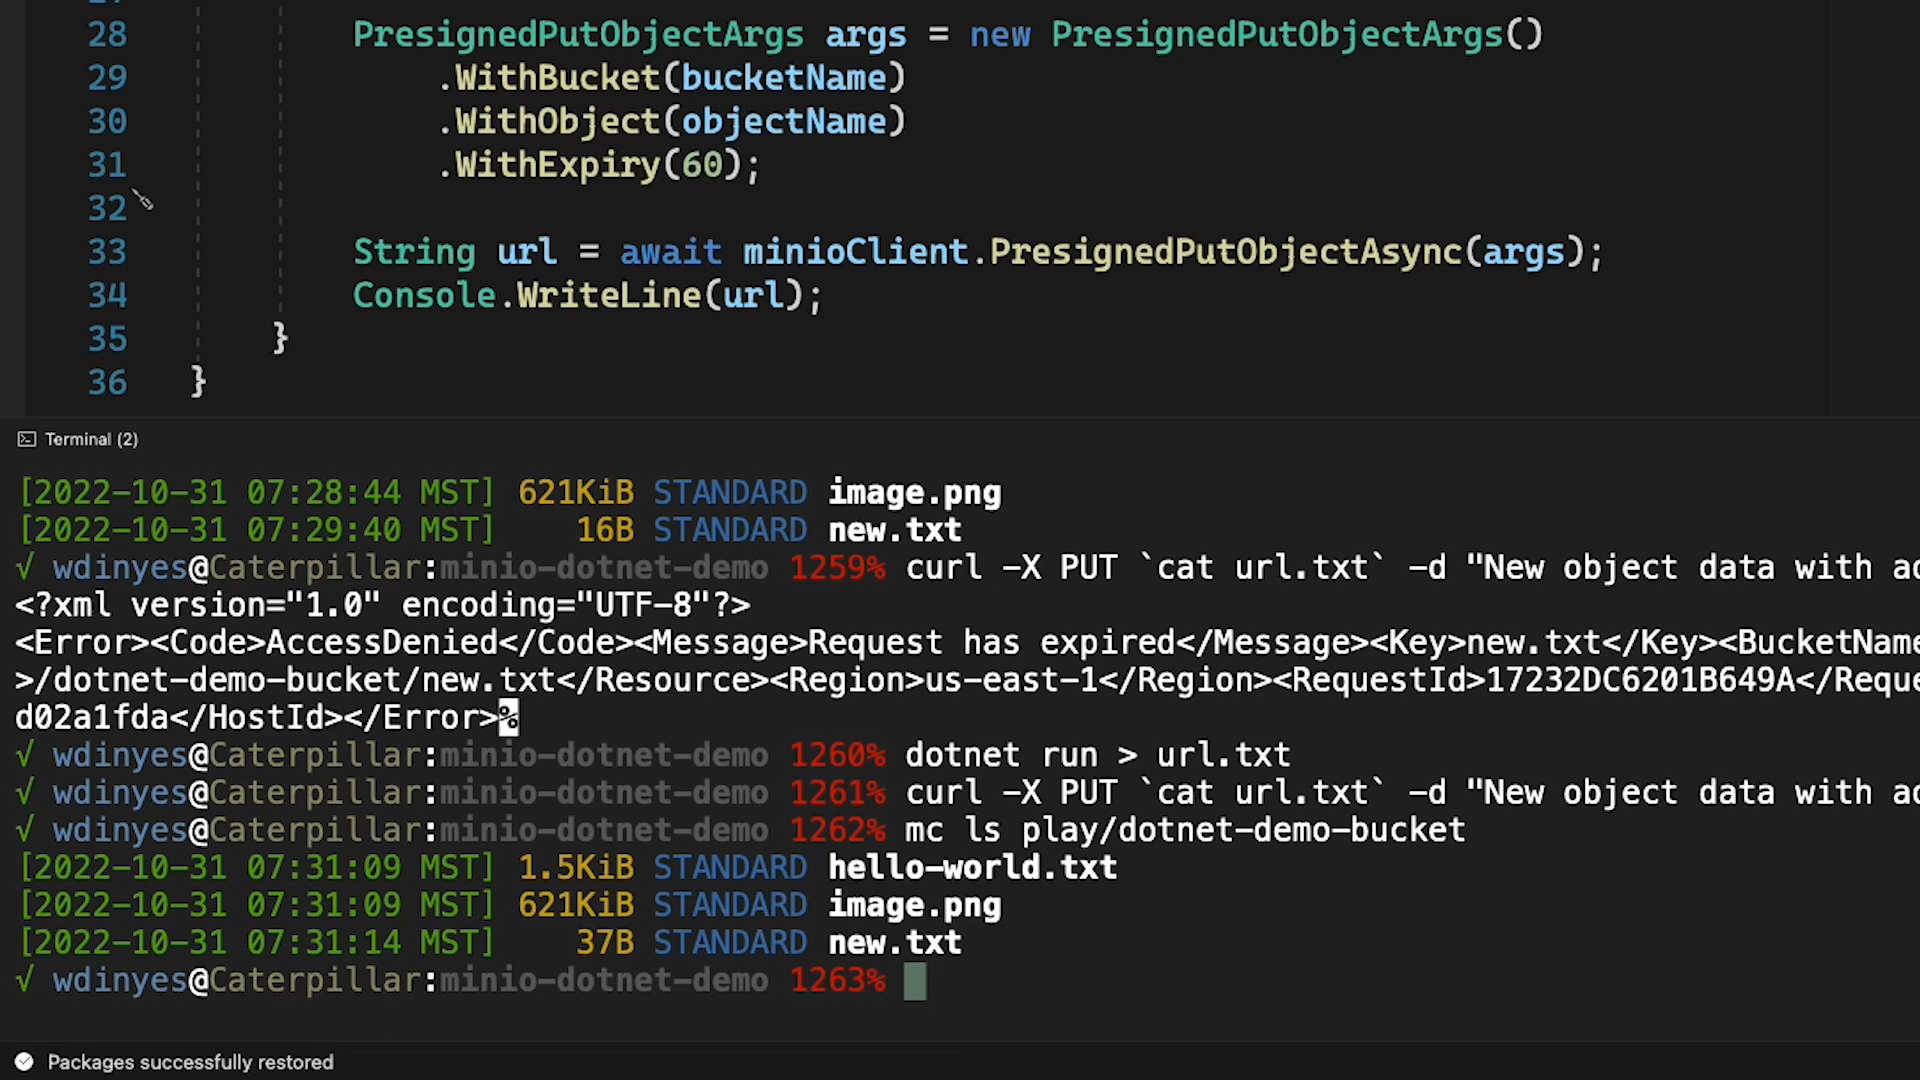 28 PresignedPutObjectArgs args = new PresignedPutObjectArgs()
29 .WithBucket(bucketName)
30 .WithObject(objectName)
31 .WithExpiry(60);
32
33 String url = await minioClient.PresignedPutObjectAsync(args);
34 Console.WriteLine(url);
35 }
36 }
Terminal (2)
[2022-10-31 07:28:44 MST] 621KiB STANDARD image.png
[2022-10-31 07:29:40 MST] 16B STANDARD new.txt
√ wdinyes@Caterpillar:minio-dotnet-demo 1259% curl -X PUT `cat url.txt` -d "New object data with
<?xml version="1.0" encoding="UTF-8"?>
<Error><Code>AccessDenied</Code><Message>Request has expired</Message><Key>new.txt</Key><BucketName
>/dotnet-demo-bucket/new.txt</Resource><Region>us-east-1</Region><RequestId>17232DC6201B649A</Reque
d02a1fda</HostId></Error>%
√ wdinyes@Caterpillar:minio-dotnet-demo 1260% dotnet run > url.txt
√ wdinyes@Caterpillar:minio-dotnet-demo 1261% curl -X PUT `cat url.txt` -d "New object data with
√ wdinyes@Caterpillar:minio-dotnet-demo 1262% mc ls play/dotnet-demo-bucket
[2022-10-31 07:31:09 MST] 1.5KiB STANDARD hello-world.txt
[2022-10-31 07:31:09 MST] 621KiB STANDARD image.png
[2022-10-31 07:31:14 MST] 37B STANDARD new.txt
√ wdinyes@Caterpillar:minio-dotnet-demo 1263%
Packages successfully restored